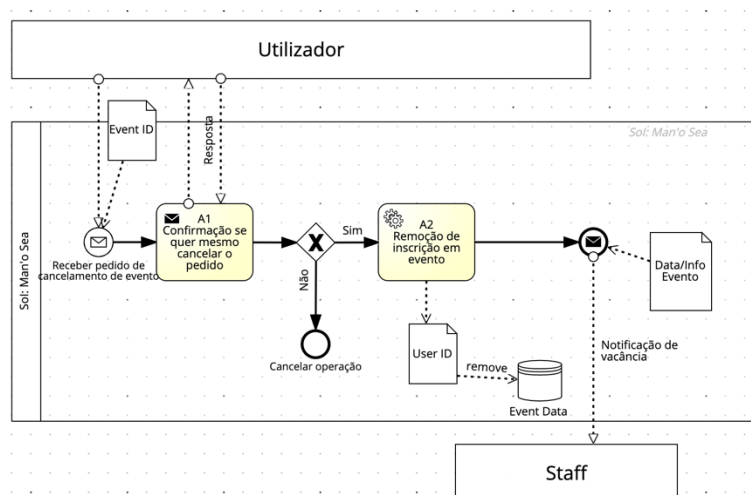 Utilizador
Event ID
Resposta
Sol: Man'o Sea
Sol: Man'o Sea
A1
Confirmação se
quer mesmo
cancelar o
pedido
Receber pedido de
cancelamento de evento
Sim
Não
A2
Remoção de
inscrição em
evento
Data/Info
Evento
Cancelar operação
User ID
remove
Event Data
Notificação de
vacância
Staff